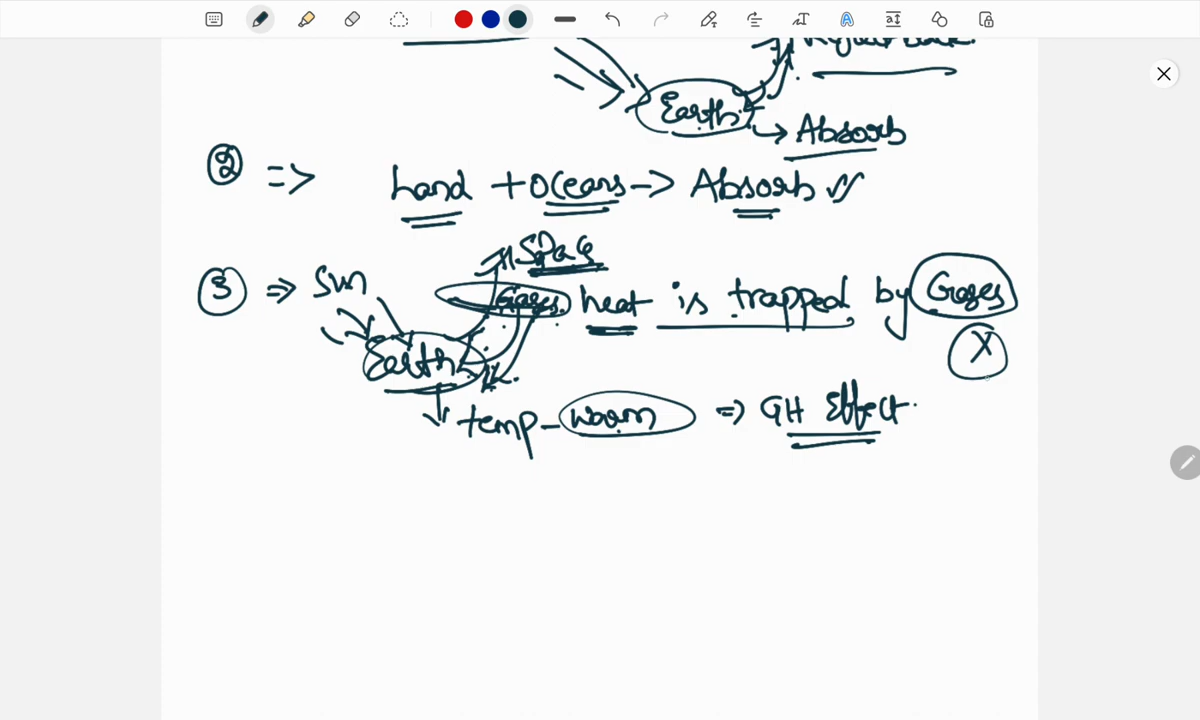 Earth
→ Absorb
② => Land + Oceans -> Absorb
Space
③ => Sun Gases heat is trapped by Gases
Earth X
temp - warm => GH Effect.